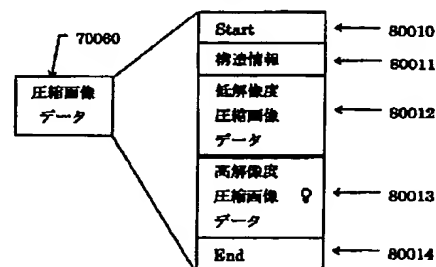 70060
圧縮画像
データ
Start
80010
構造情報
80011
低解像度
圧縮画像
データ
80012
高解像度
圧縮画像
データ
80013
End
80014